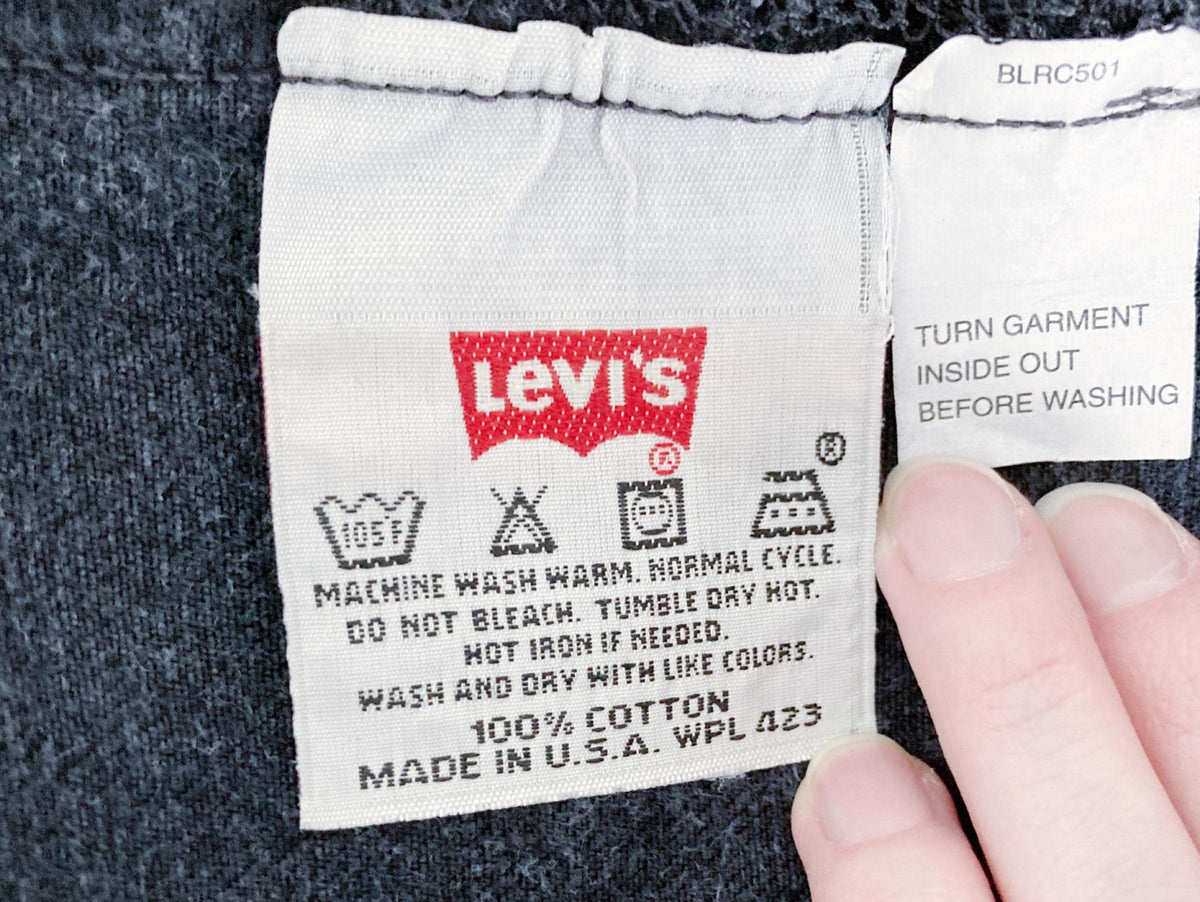 BLRC501
TURN GARMENT
INSIDE OUT
BEFORE WASHING
Levi's
®
®
105F
MACHINE WASH WARM. NORMAL CYCLE.
DO NOT BLEACH. TUMBLE DRY HOT.
HOT IRON IF NEEDED.
WASH AND DRY WITH LIKE COLORS.
100% COTTON
MADE IN U.S.A. WPL 423